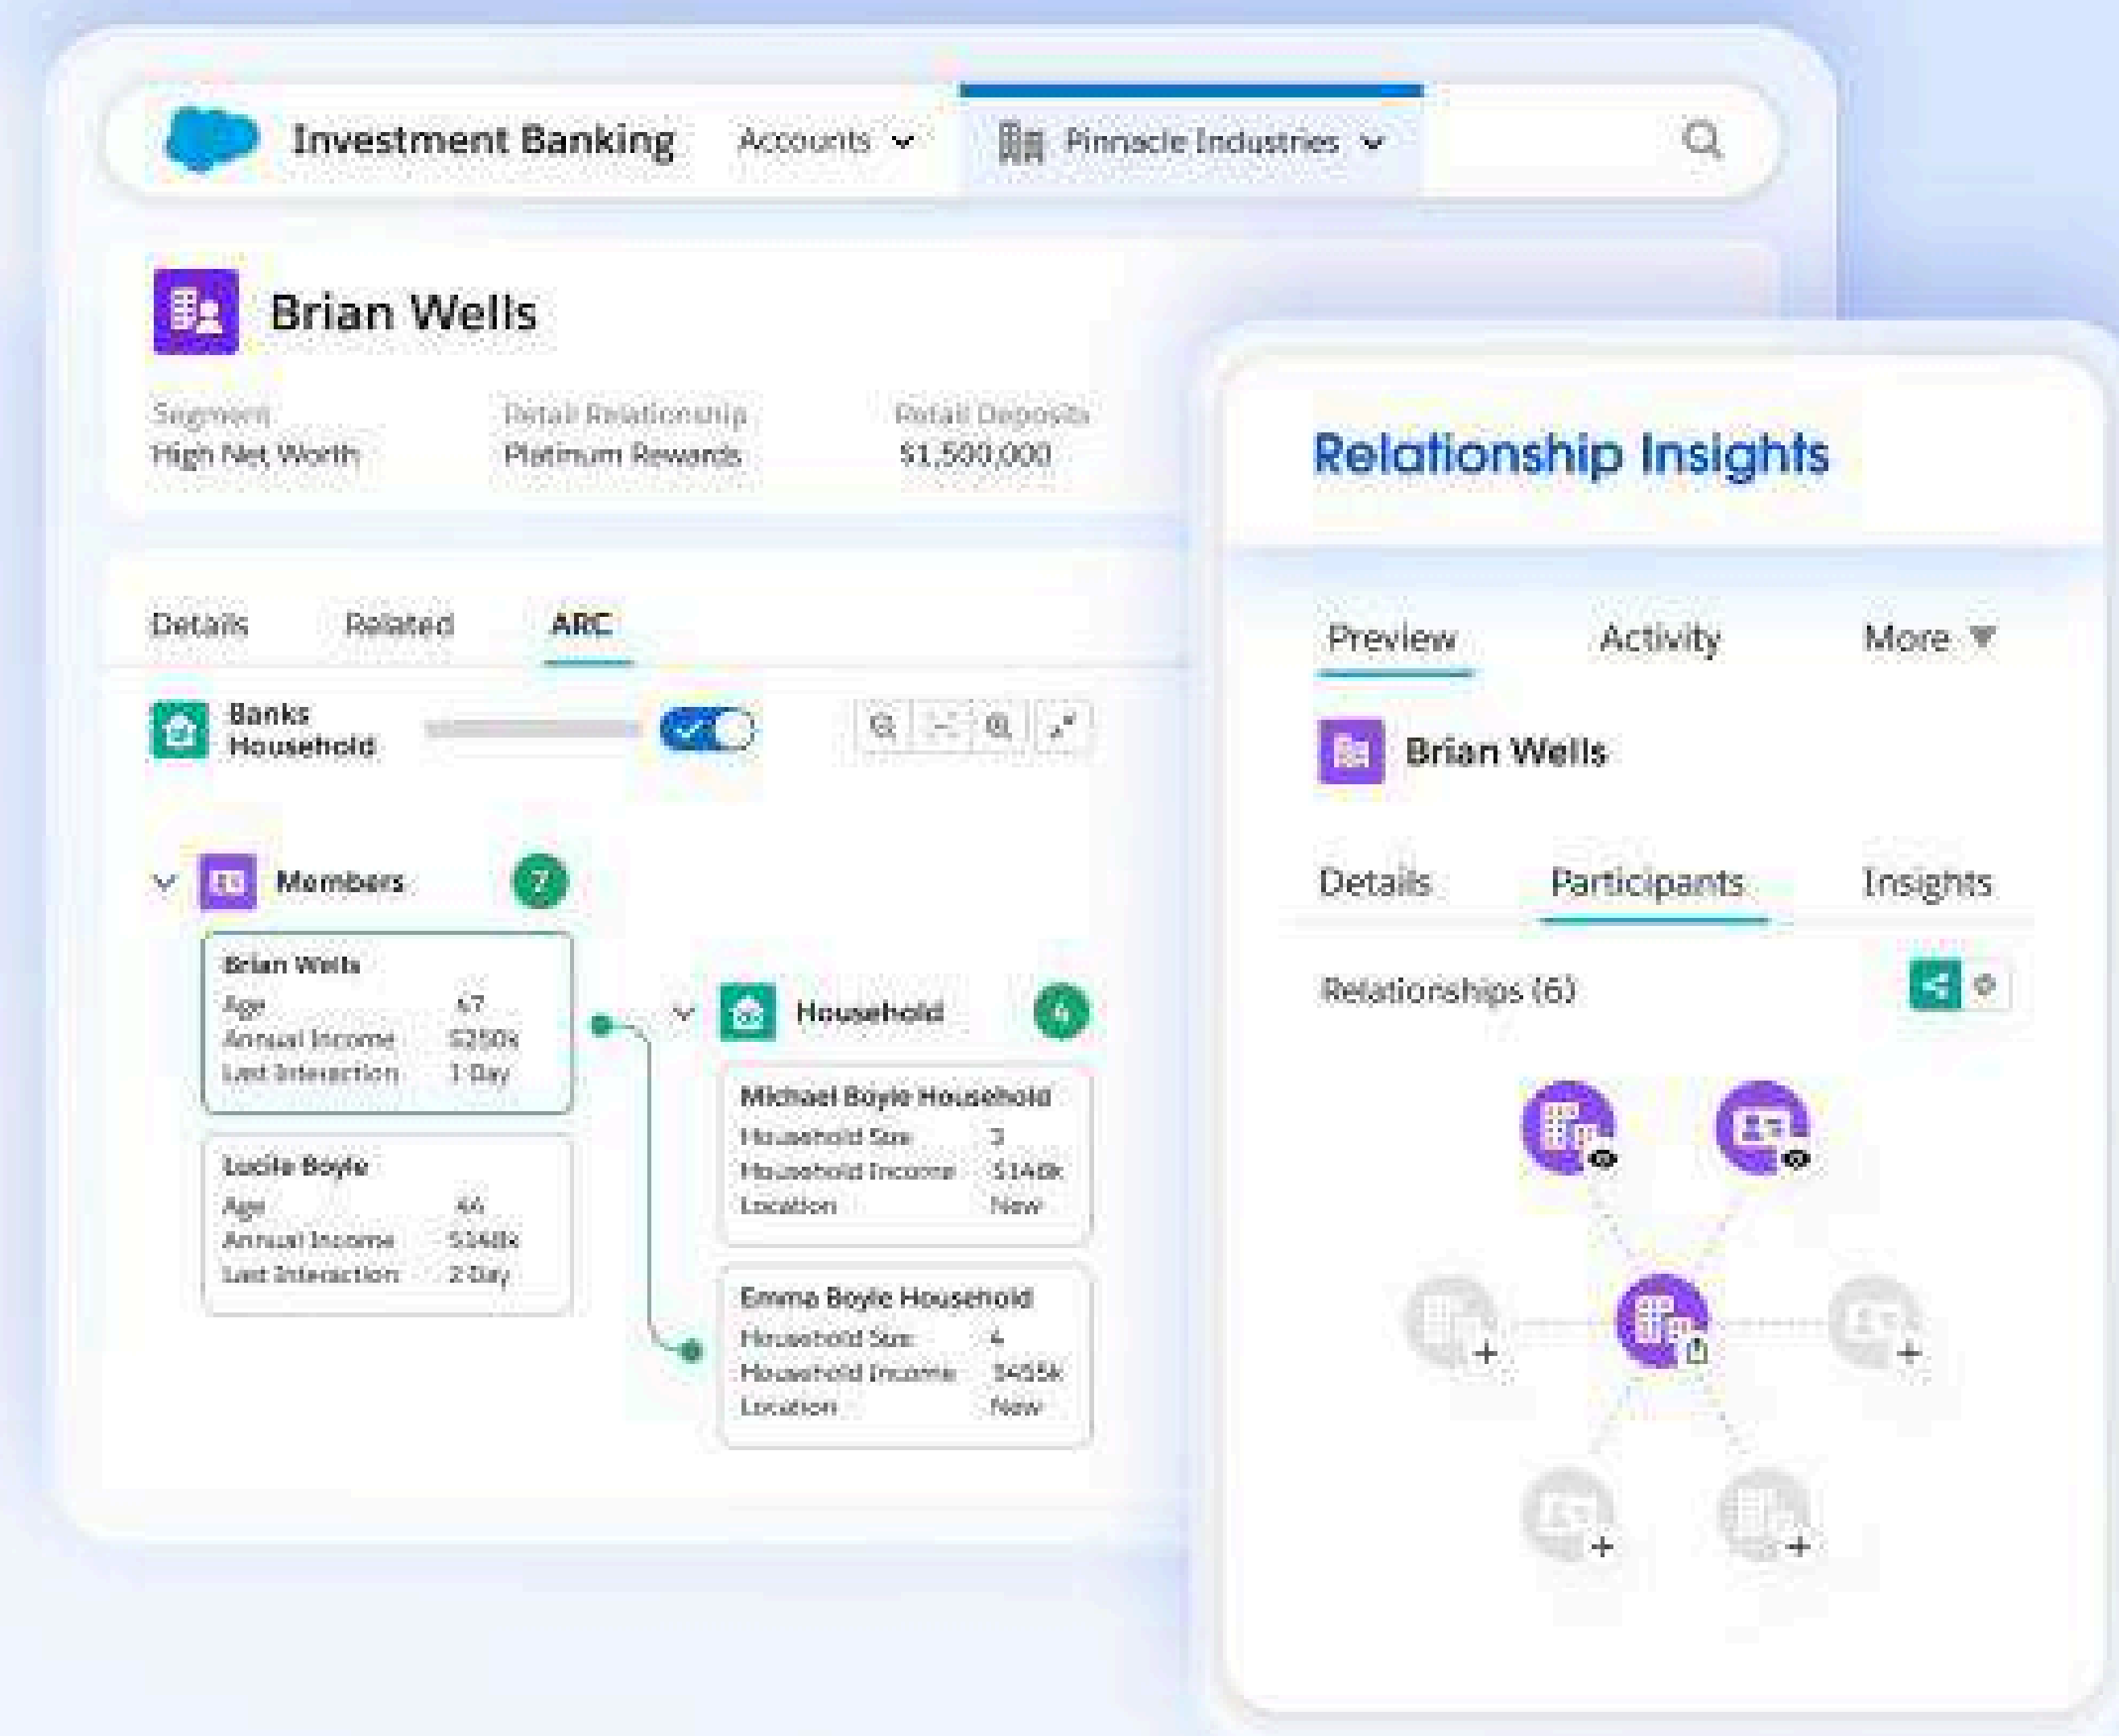 Investment Banking
Accounts
Pinnacle Industries
Brian Wells
Segment
Retail Relationship
Retail Deposits
High Net Worth
Platinum Rewards
$1,500,000
Details
Related
ARC
Banks
Household
Members
Brian Wells
Age 47
Annual Income $250k
Last Interaction 1 Day
Lucile Boyle
Age
Annual Income
Last Interaction 2 Day
Household
Michael Boyle Household
Household Size 3
Household Income
Location New
Emma Boyle Household
Household Size 4
Household Income
Location New
Relationship Insights
Preview
Activity
More
Brian Wells
Details
Participants
Insights
Relationships (6)